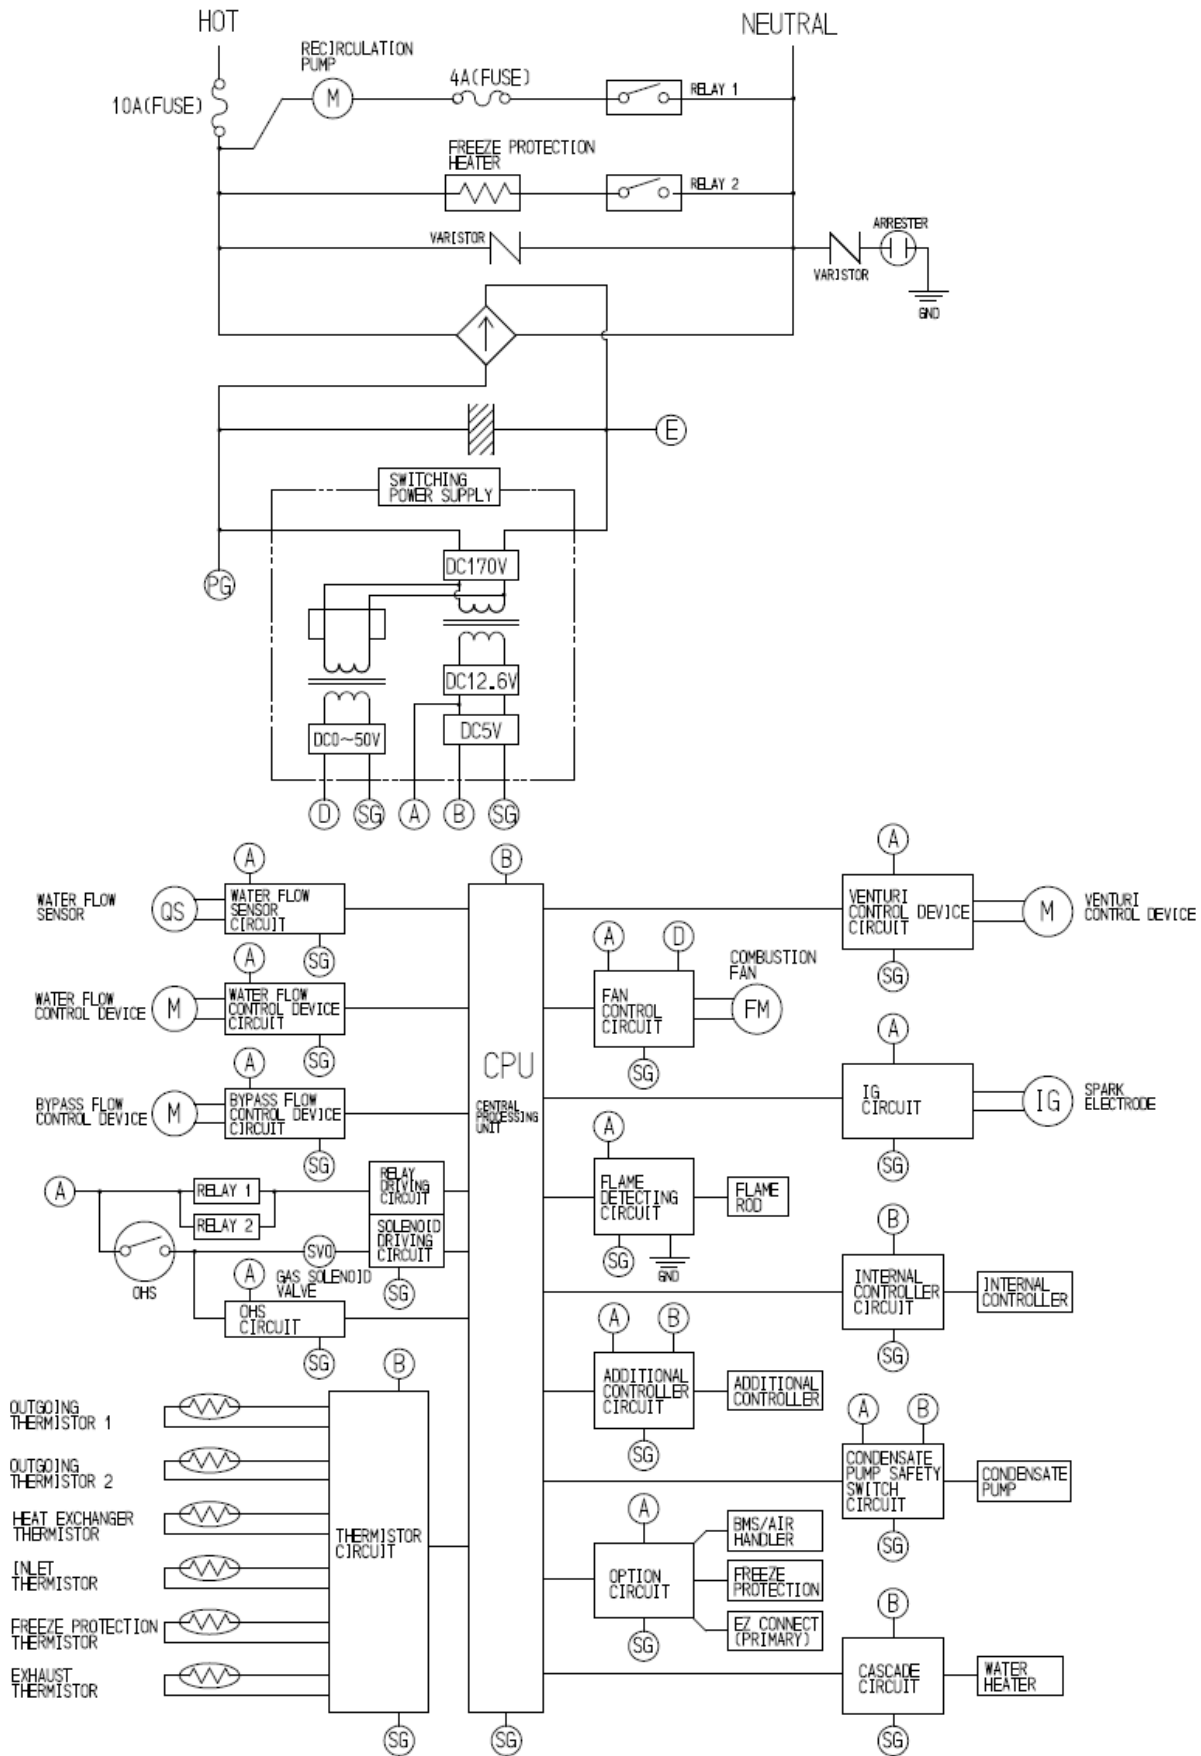 HOT
NEUTRAL
RECIRCULATION
PUMP
10A(FUSE)
M
4A(FUSE)
RELAY 1
FREEZE PROTECTION
HEATER
RELAY 2
VARISTOR
ARRESTER
VARISTOR
GND
E
SWITCHING
POWER SUPPLY
PG
DC170V
DC12.6V
DC0~50V
DC5V
D
SG
A
B
SG
A
WATER FLOW
SENSOR
QS
WATER FLOW
SENSOR
CIRCUIT
SG
A
WATER FLOW
CONTROL DEVICE
M
WATER FLOW
CONTROL DEVICE
CIRCUIT
SG
A
BYPASS FLOW
CONTROL DEVICE
M
BYPASS FLOW
CONTROL DEVICE
CIRCUIT
SG
A
RELAY 1
RELAY 2
RELAY
DRIVING
CIRCUIT
SOLENOID
DRIVING
CIRCUIT
SG
OHS
SV0
GAS SOLENOID
VALVE
A
OHS
CIRCUIT
SG
B
OUTGOING
THERMISTOR 1
OUTGOING
THERMISTOR 2
HEAT EXCHANGER
THERMISTOR
INLET
THERMISTOR
FREEZE PROTECTION
THERMISTOR
EXHAUST
THERMISTOR
THERMISTOR
CIRCUIT
SG
B
CPU
CENTRAL
PROCESSING
UNIT
SG
A
D
FAN
CONTROL
CIRCUIT
COMBUSTION
FAN
FM
SG
A
FLAME
DETECTING
CIRCUIT
FLAME
ROD
SG
GND
A
B
ADDITIONAL
CONTROLLER
CIRCUIT
ADDITIONAL
CONTROLLER
SG
A
OPTION
CIRCUIT
BMS/AIR
HANDLER
FREEZE
PROTECTION
EZ CONNECT
(PRIMARY)
SG
A
VENTURI
CONTROL DEVICE
CIRCUIT
M
VENTURI
CONTROL DEVICE
SG
A
IG
CIRCUIT
IG
SPARK
ELECTRODE
SG
B
INTERNAL
CONTROLLER
CIRCUIT
INTERNAL
CONTROLLER
SG
A
B
CONDENSATE
PUMP SAFETY
SWITCH
CIRCUIT
CONDENSATE
PUMP
SG
B
CASCADE
CIRCUIT
WATER
HEATER
SG